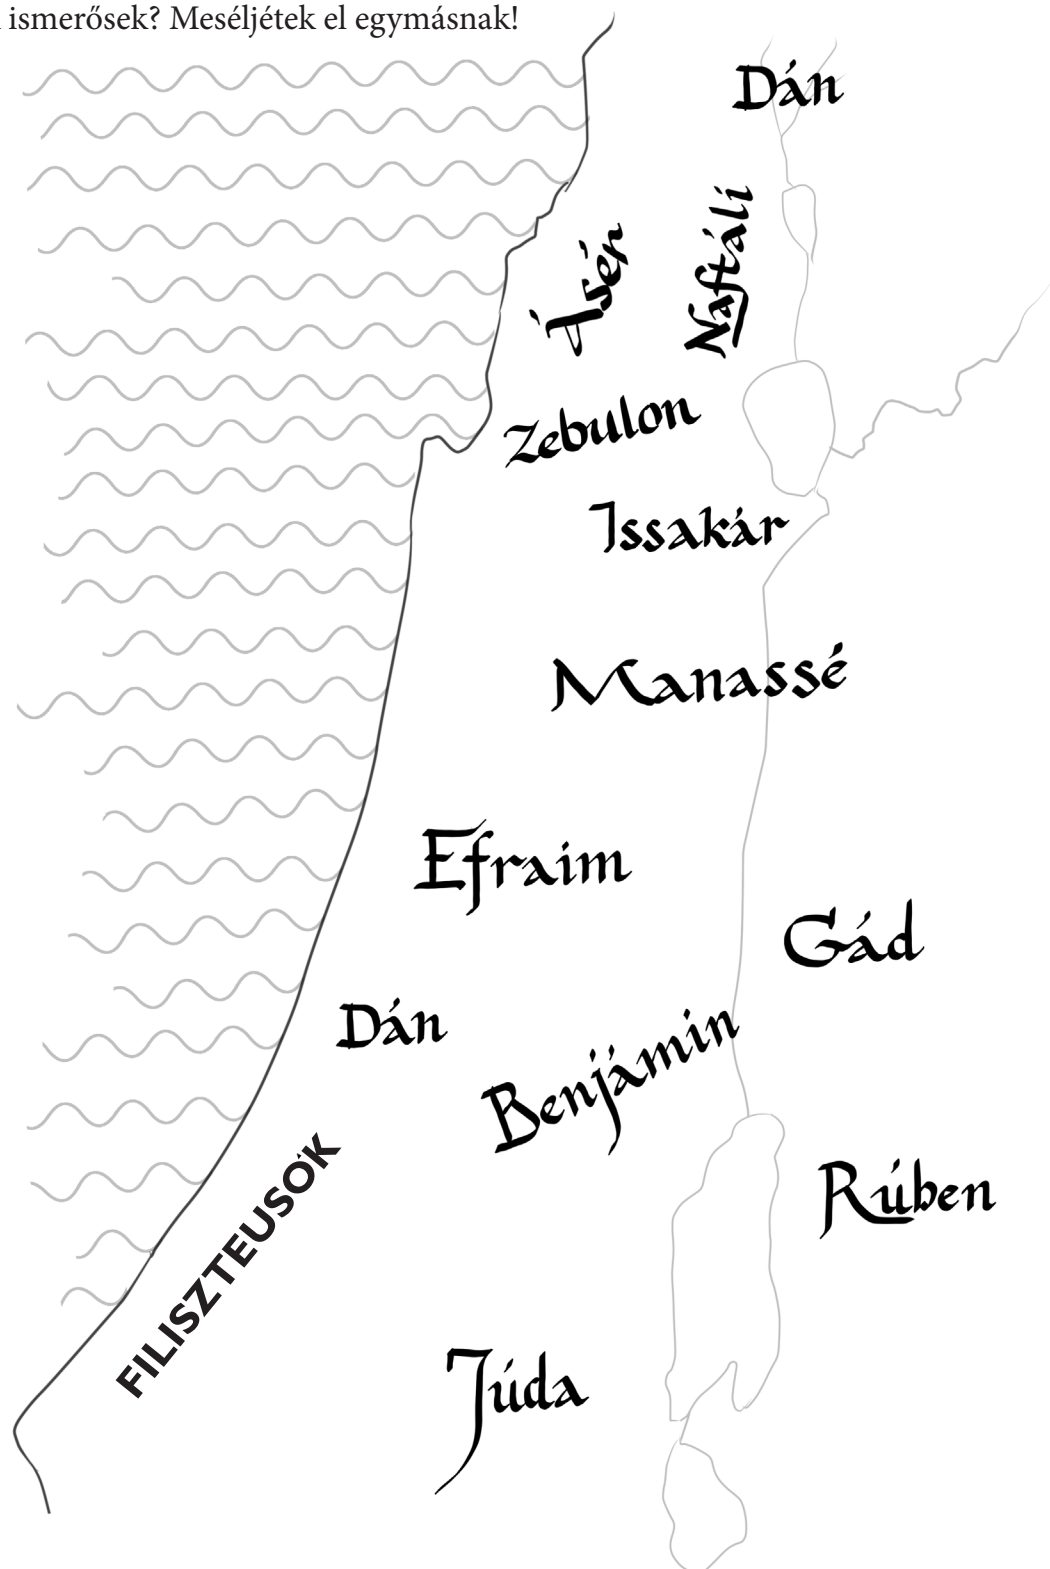 ismerősek? Meséljétek el egymásnak!
Dán
Áser
Naftáli
Zebulon
Issakár
Manassé
Efraim
Gád
Dán
Benjámin
FILISZTEUSOK
Rúben
Júda